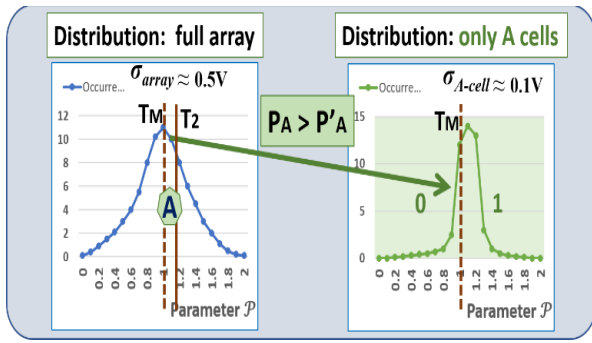 Distribution: full array
Distribution: only A cells
Occurre... σarray ≈ 0.5V
TM T2
12
10
8
6
4
2
0
A
0 0.2 0.4 0.6 0.8 1 1.2 1.4 1.6 1.8 2
Parameter 𝒫
PA > P'A
Occurre... σA-cell ≈ 0.1V
TM
15
10
5
0
0 1
0 0.2 0.4 0.6 0.8 1 1.2 1.4 1.6 1.8 2
Parameter 𝒫